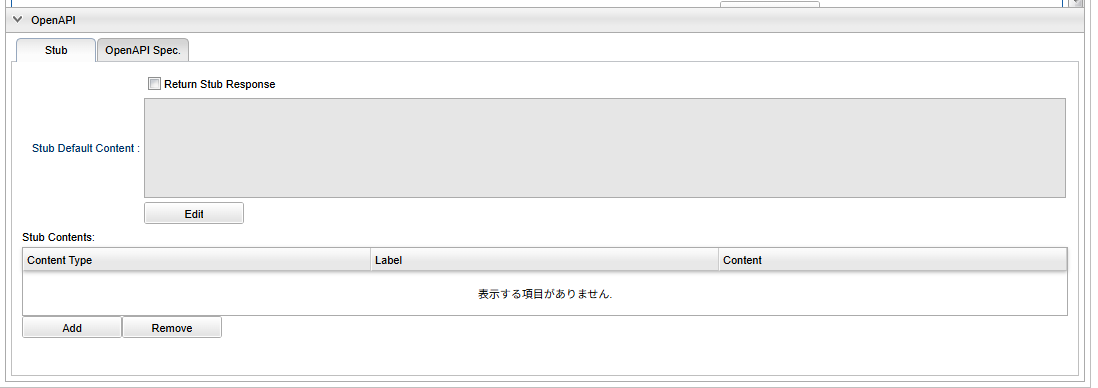 OpenAPI
Stub
OpenAPI Spec.
Return Stub Response
Stub Default Content :
Edit
Stub Contents:
Content Type
Label
Content
表示する項目がありません.
Add
Remove